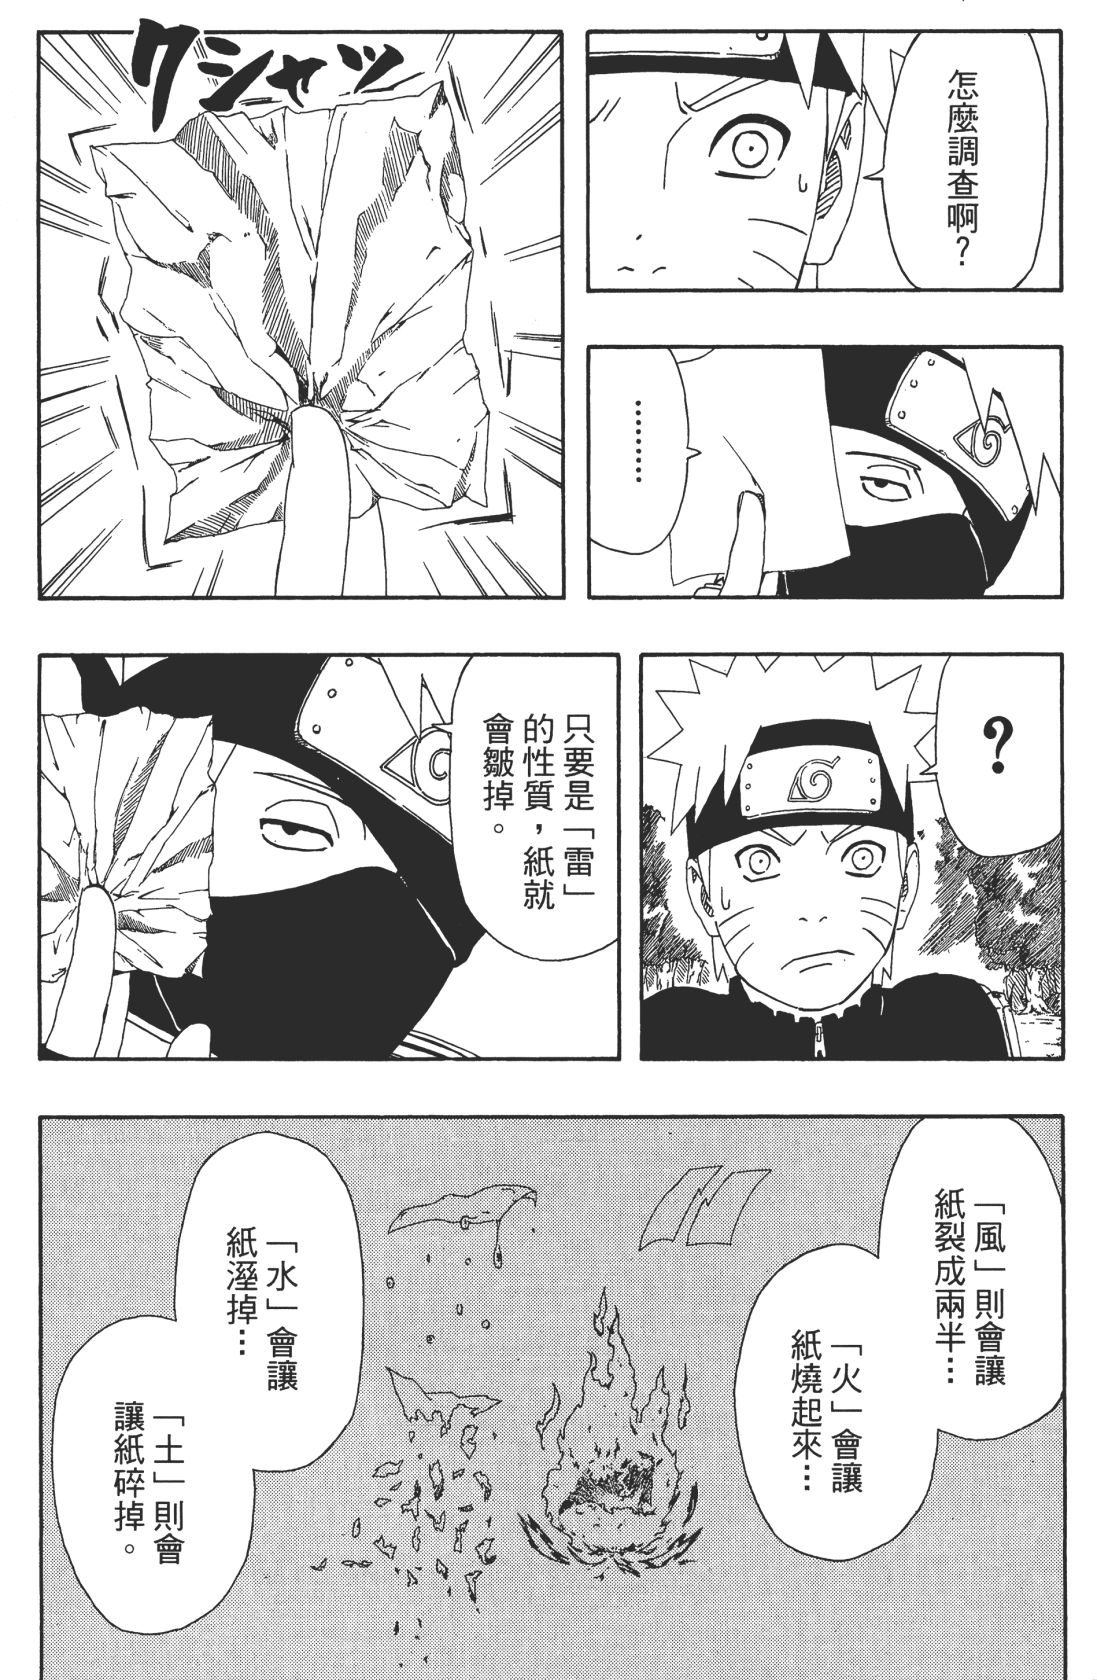 怎麼調查啊？
………
クシャッ
？
只要是「雷」
的性質，紙就
會皺掉。
「風」則會讓
紙裂成兩半…
「火」會讓
紙燒起來…
「水」會讓
紙溼掉…
「土」則會
讓紙碎掉。